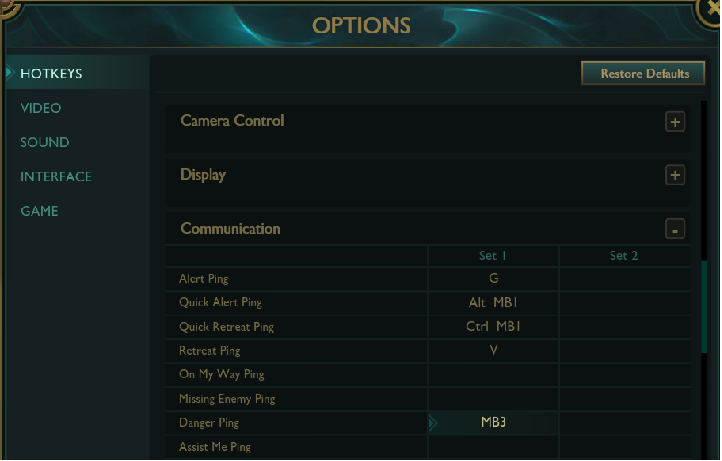 OPTIONS
HOTKEYS
VIDEO
SOUND
INTERFACE
GAME
Restore Defaults
Camera Control +
Display +
Communication -
Set 1 Set 2
Alert Ping G
Quick Alert Ping Alt MB1
Quick Retreat Ping Ctrl MB1
Retreat Ping V
On My Way Ping
Missing Enemy Ping
Danger Ping MB3
Assist Me Ping